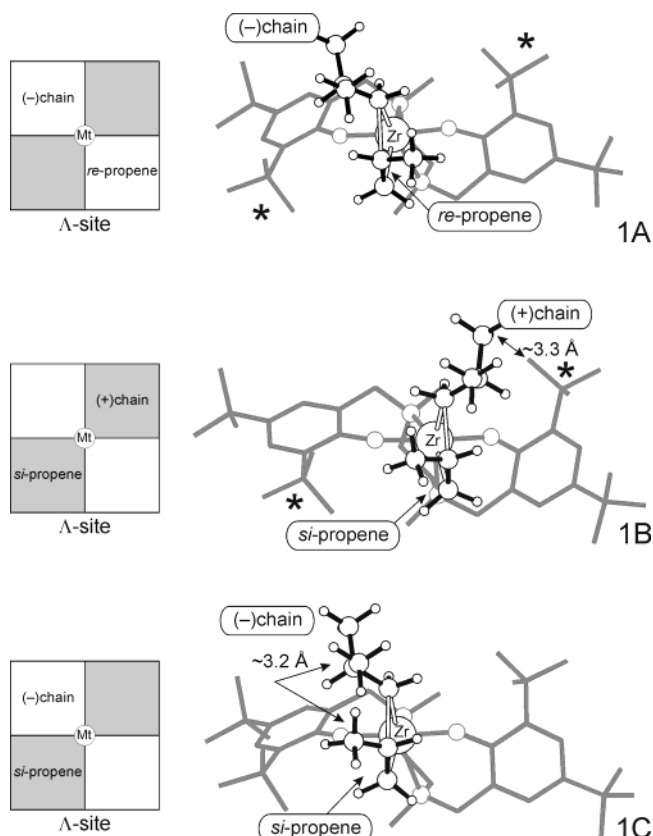 (–)chain
*
(–)chain
Mt
Zr
re-propene
*
re-propene
Λ-site
1A
(+)chain
(+)chain
~3.3 Å
*
Mt
Zr
si-propene
*
si-propene
Λ-site
1B
(–)chain
(–)chain
~3.2 Å
Mt
Zr
si-propene
Λ-site
si-propene
1C